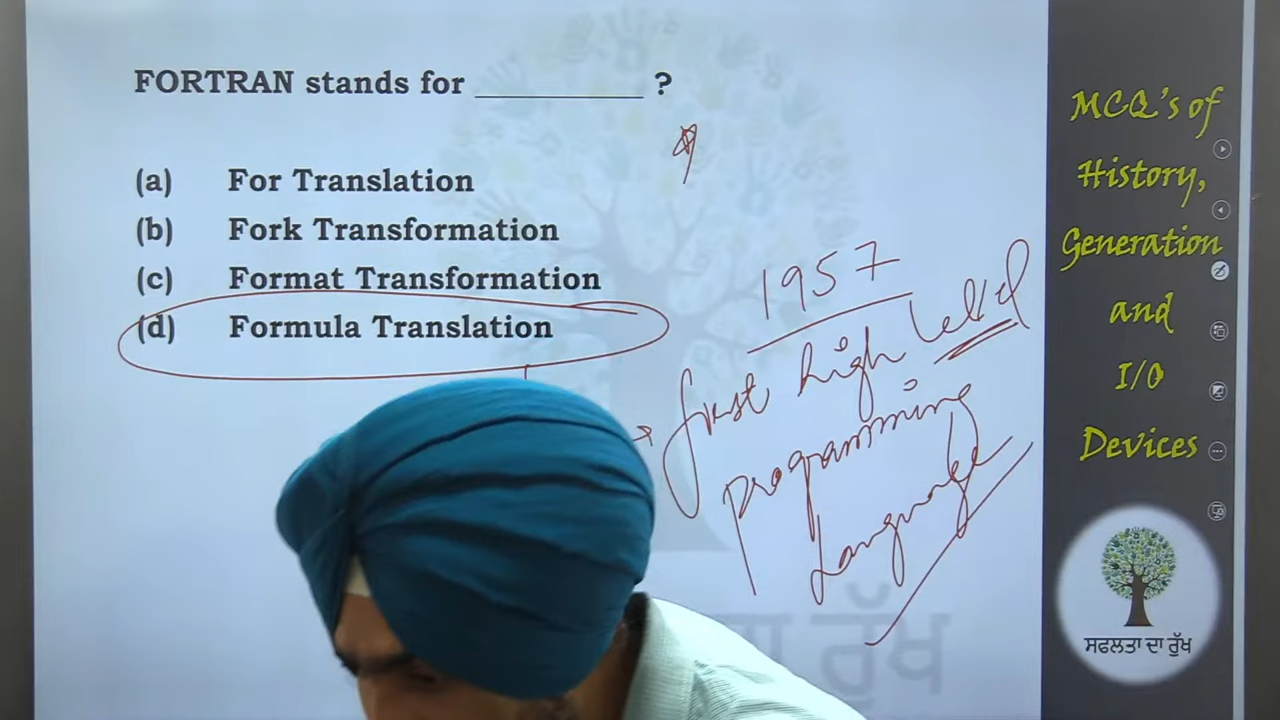 FORTRAN stands for __________ ?
(a) For Translation
(b) Fork Transformation
(c) Format Transformation
(d) Formula Translation
1957
first high level
programming
Language
MCQ's of
History,
Generation
and
I/O
Devices
ਸਫਲਤਾ ਦਾ ਰੁੱਖ
ਦਾ ਰੁੱਖ